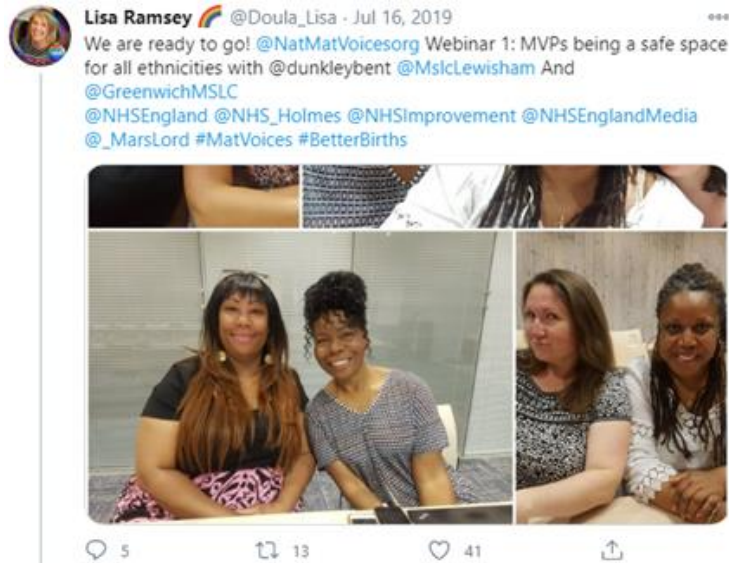 Lisa Ramsey 🌈 @Doula_Lisa · Jul 16, 2019
We are ready to go! @NatMatVoicesorg Webinar 1: MVPs being a safe space
for all ethnicities with @dunkleybent @MslcLewisham And
@GreenwichMSLC
@NHSEngland @NHS_Holmes @NHSImprovement @NHSEnglandMedia
@_MarsLord #MatVoices #BetterBirths
5 13 41